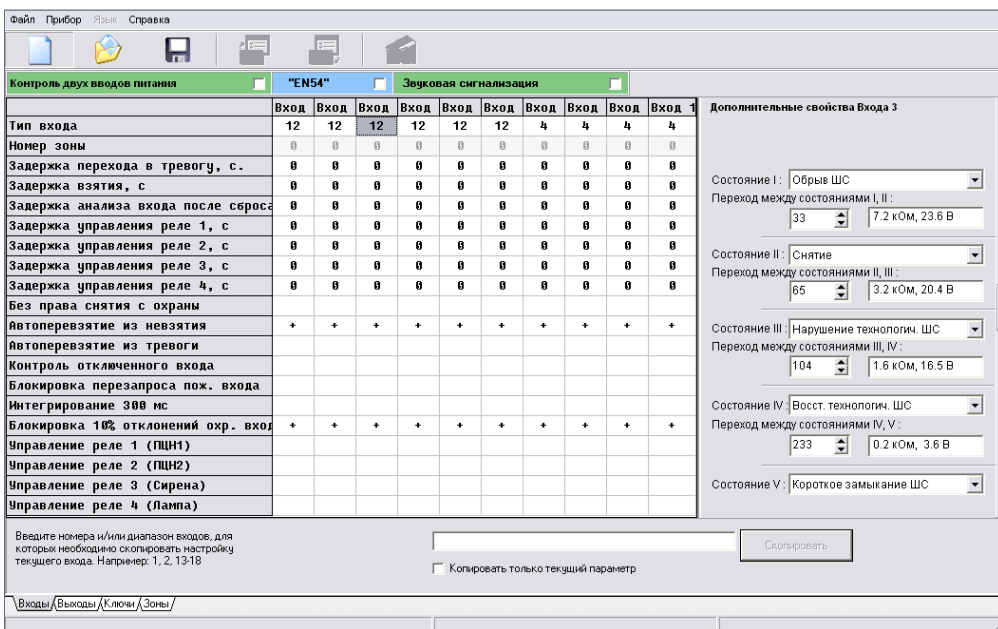 Файл Прибор Язык Справка
Контроль двух вводов питания "EN54" Звуковая сигнализация
Вход Вход Вход Вход Вход Вход Вход Вход Вход Вход 1
Тип входа 12 12 12 12 12 12 4 4 4 4
Номер зоны 0 0 0 0 0 0 0 0 0 0
Задержка перехода в тревогу, с. 0 0 0 0 0 0 0 0 0 0
Задержка взятия, с 0 0 0 0 0 0 0 0 0 0
Задержка анализа входа после сброса 0 0 0 0 0 0 0 0 0 0
Задержка управления реле 1, с 0 0 0 0 0 0 0 0 0 0
Задержка управления реле 2, с 0 0 0 0 0 0 0 0 0 0
Задержка управления реле 3, с 0 0 0 0 0 0 0 0 0 0
Задержка управления реле 4, с 0 0 0 0 0 0 0 0 0 0
Без права снятия с охраны
Автоперевзятие из невзятия + + + + + + + + + +
Автоперевзятие из тревоги
Контроль отключенного входа
Блокировка перезапроса пож. входа
Интегрирование 300 мс
Блокировка 10% отклонений охр. вход + + + + + + + + + +
Управление реле 1 (ПЦН1)
Управление реле 2 (ПЦН2)
Управление реле 3 (Сирена)
Управление реле 4 (Лампа)
Дополнительные свойства Входа 3
Состояние I : Обрыв ШС
Переход между состояниями I, II :
33 7.2 кОм, 23.6 В
Состояние II : Снятие
Переход между состояниями II, III :
65 3.2 кОм, 20.4 В
Состояние III : Нарушение технологич. ШС
Переход между состояниями III, IV :
104 1.6 кОм, 16.5 В
Состояние IV : Восст. технологич. ШС
Переход между состояниями IV, V :
233 0.2 кОм, 3.6 В
Состояние V : Короткое замыкание ШС
Введите номера и/или диапазон входов, для
которых необходимо скопировать настройку
текущего входа. Например: 1, 2, 13-18
Скопировать
Копировать только текущий параметр
Входы Выходы Ключи Зоны